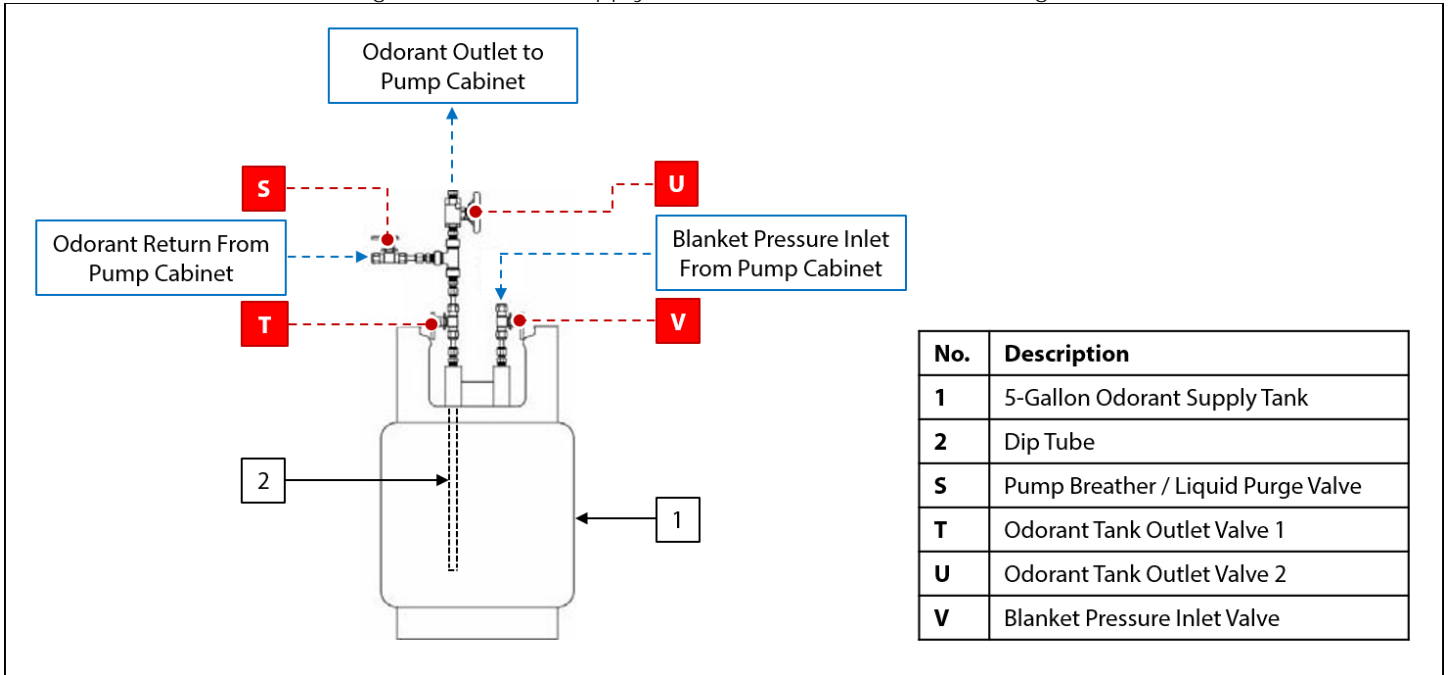 Odorant Outlet to
Pump Cabinet
S
U
Odorant Return From
Pump Cabinet
Blanket Pressure Inlet
From Pump Cabinet
T
V
2
1
No. Description
1 5-Gallon Odorant Supply Tank
2 Dip Tube
S Pump Breather / Liquid Purge Valve
T Odorant Tank Outlet Valve 1
U Odorant Tank Outlet Valve 2
V Blanket Pressure Inlet Valve